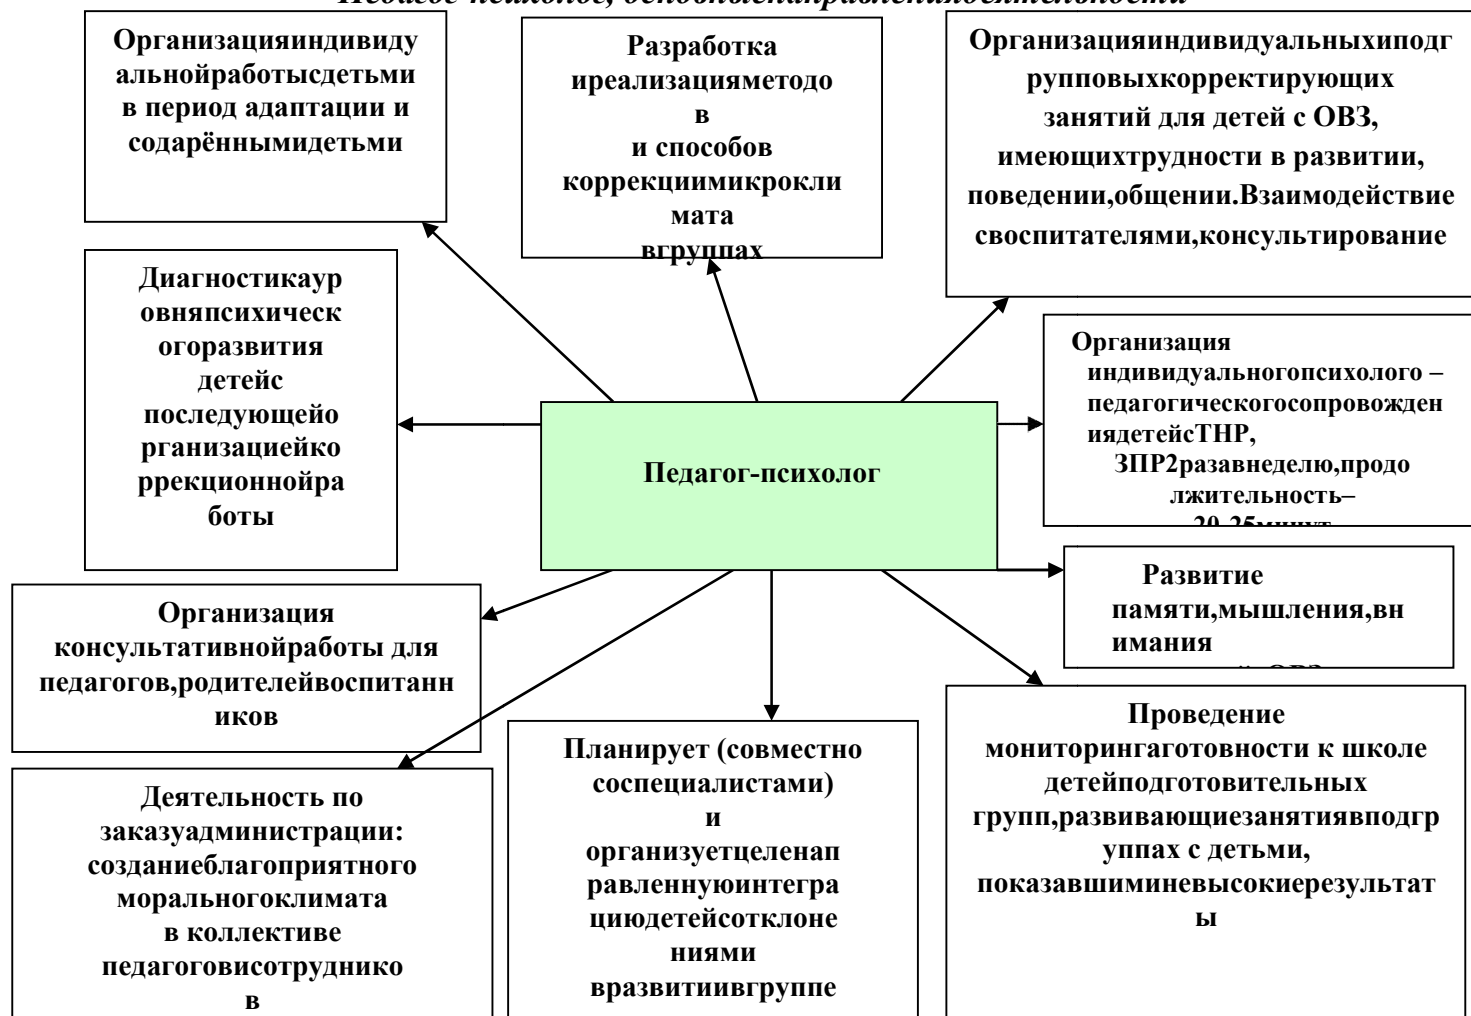 Организацияиндивиду
альнойработысдетьми
в период адаптации и
содарённымидетьми
Разработка
иреализацияметодо
в
и способов
коррекциимикрокли
мата
вгруппах
Организацияиндивидуальныхиподг
рупповыхкорректирующих
занятий для детей с ОВЗ,
имеющихтрудности в развитии,
поведении,общении.Взаимодействие
своспитателями,консультирование
Диагностикаур
овняпсихическ
огоразвития
детейс
последующейо
рганизациейко
ррекционнойра
боты
Педагог-психолог
Организация
индивидуальногопсихолого –
педагогическогосопровожден
иядетейсТНР,
ЗПР2разавнеделю,продо
лжительность–
20-25минут
Развитие
памяти,мышления,вн
имания
Организация
консультативнойработы для
педагогов,родителейвоспитанн
иков
Деятельность по
заказуадминистрации:
созданиеблагоприятного
моральногоклимата
в коллективе
педагоговисотруднико
в
Планирует (совместно
соспециалистами)
и
организуетцеленап
равленнуюинтегра
циюдетейсотклоне
ниями
вразвитиивгруппе
Проведение
мониторингаготовности к школе
детейподготовительных
групп,развивающиезанятиявподгр
уппах с детьми,
показавшиминевысокиерезультат
ы